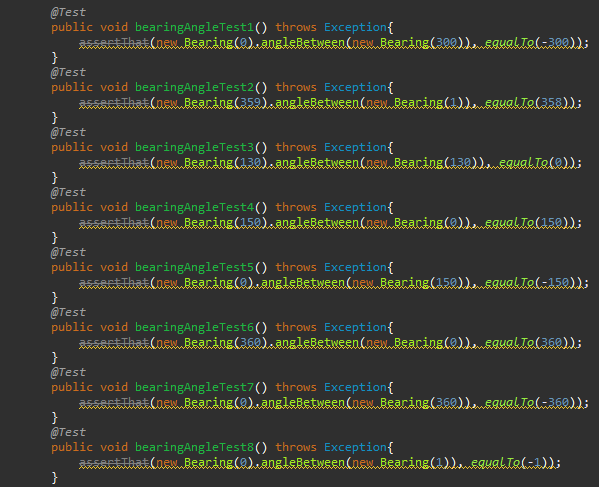 @Test
public void bearingAngleTest1() throws Exception{
assertThat(new Bearing(0).angleBetween(new Bearing(300)), equalTo(-300));
}
@Test
public void bearingAngleTest2() throws Exception{
assertThat(new Bearing(359).angleBetween(new Bearing(1)), equalTo(358));
}
@Test
public void bearingAngleTest3() throws Exception{
assertThat(new Bearing(130).angleBetween(new Bearing(130)), equalTo(0));
}
@Test
public void bearingAngleTest4() throws Exception{
assertThat(new Bearing(150).angleBetween(new Bearing(0)), equalTo(150));
}
@Test
public void bearingAngleTest5() throws Exception{
assertThat(new Bearing(0).angleBetween(new Bearing(150)), equalTo(-150));
}
@Test
public void bearingAngleTest6() throws Exception{
assertThat(new Bearing(360).angleBetween(new Bearing(0)), equalTo(360));
}
@Test
public void bearingAngleTest7() throws Exception{
assertThat(new Bearing(0).angleBetween(new Bearing(360)), equalTo(-360));
}
@Test
public void bearingAngleTest8() throws Exception{
assertThat(new Bearing(0).angleBetween(new Bearing(1)), equalTo(-1));
}